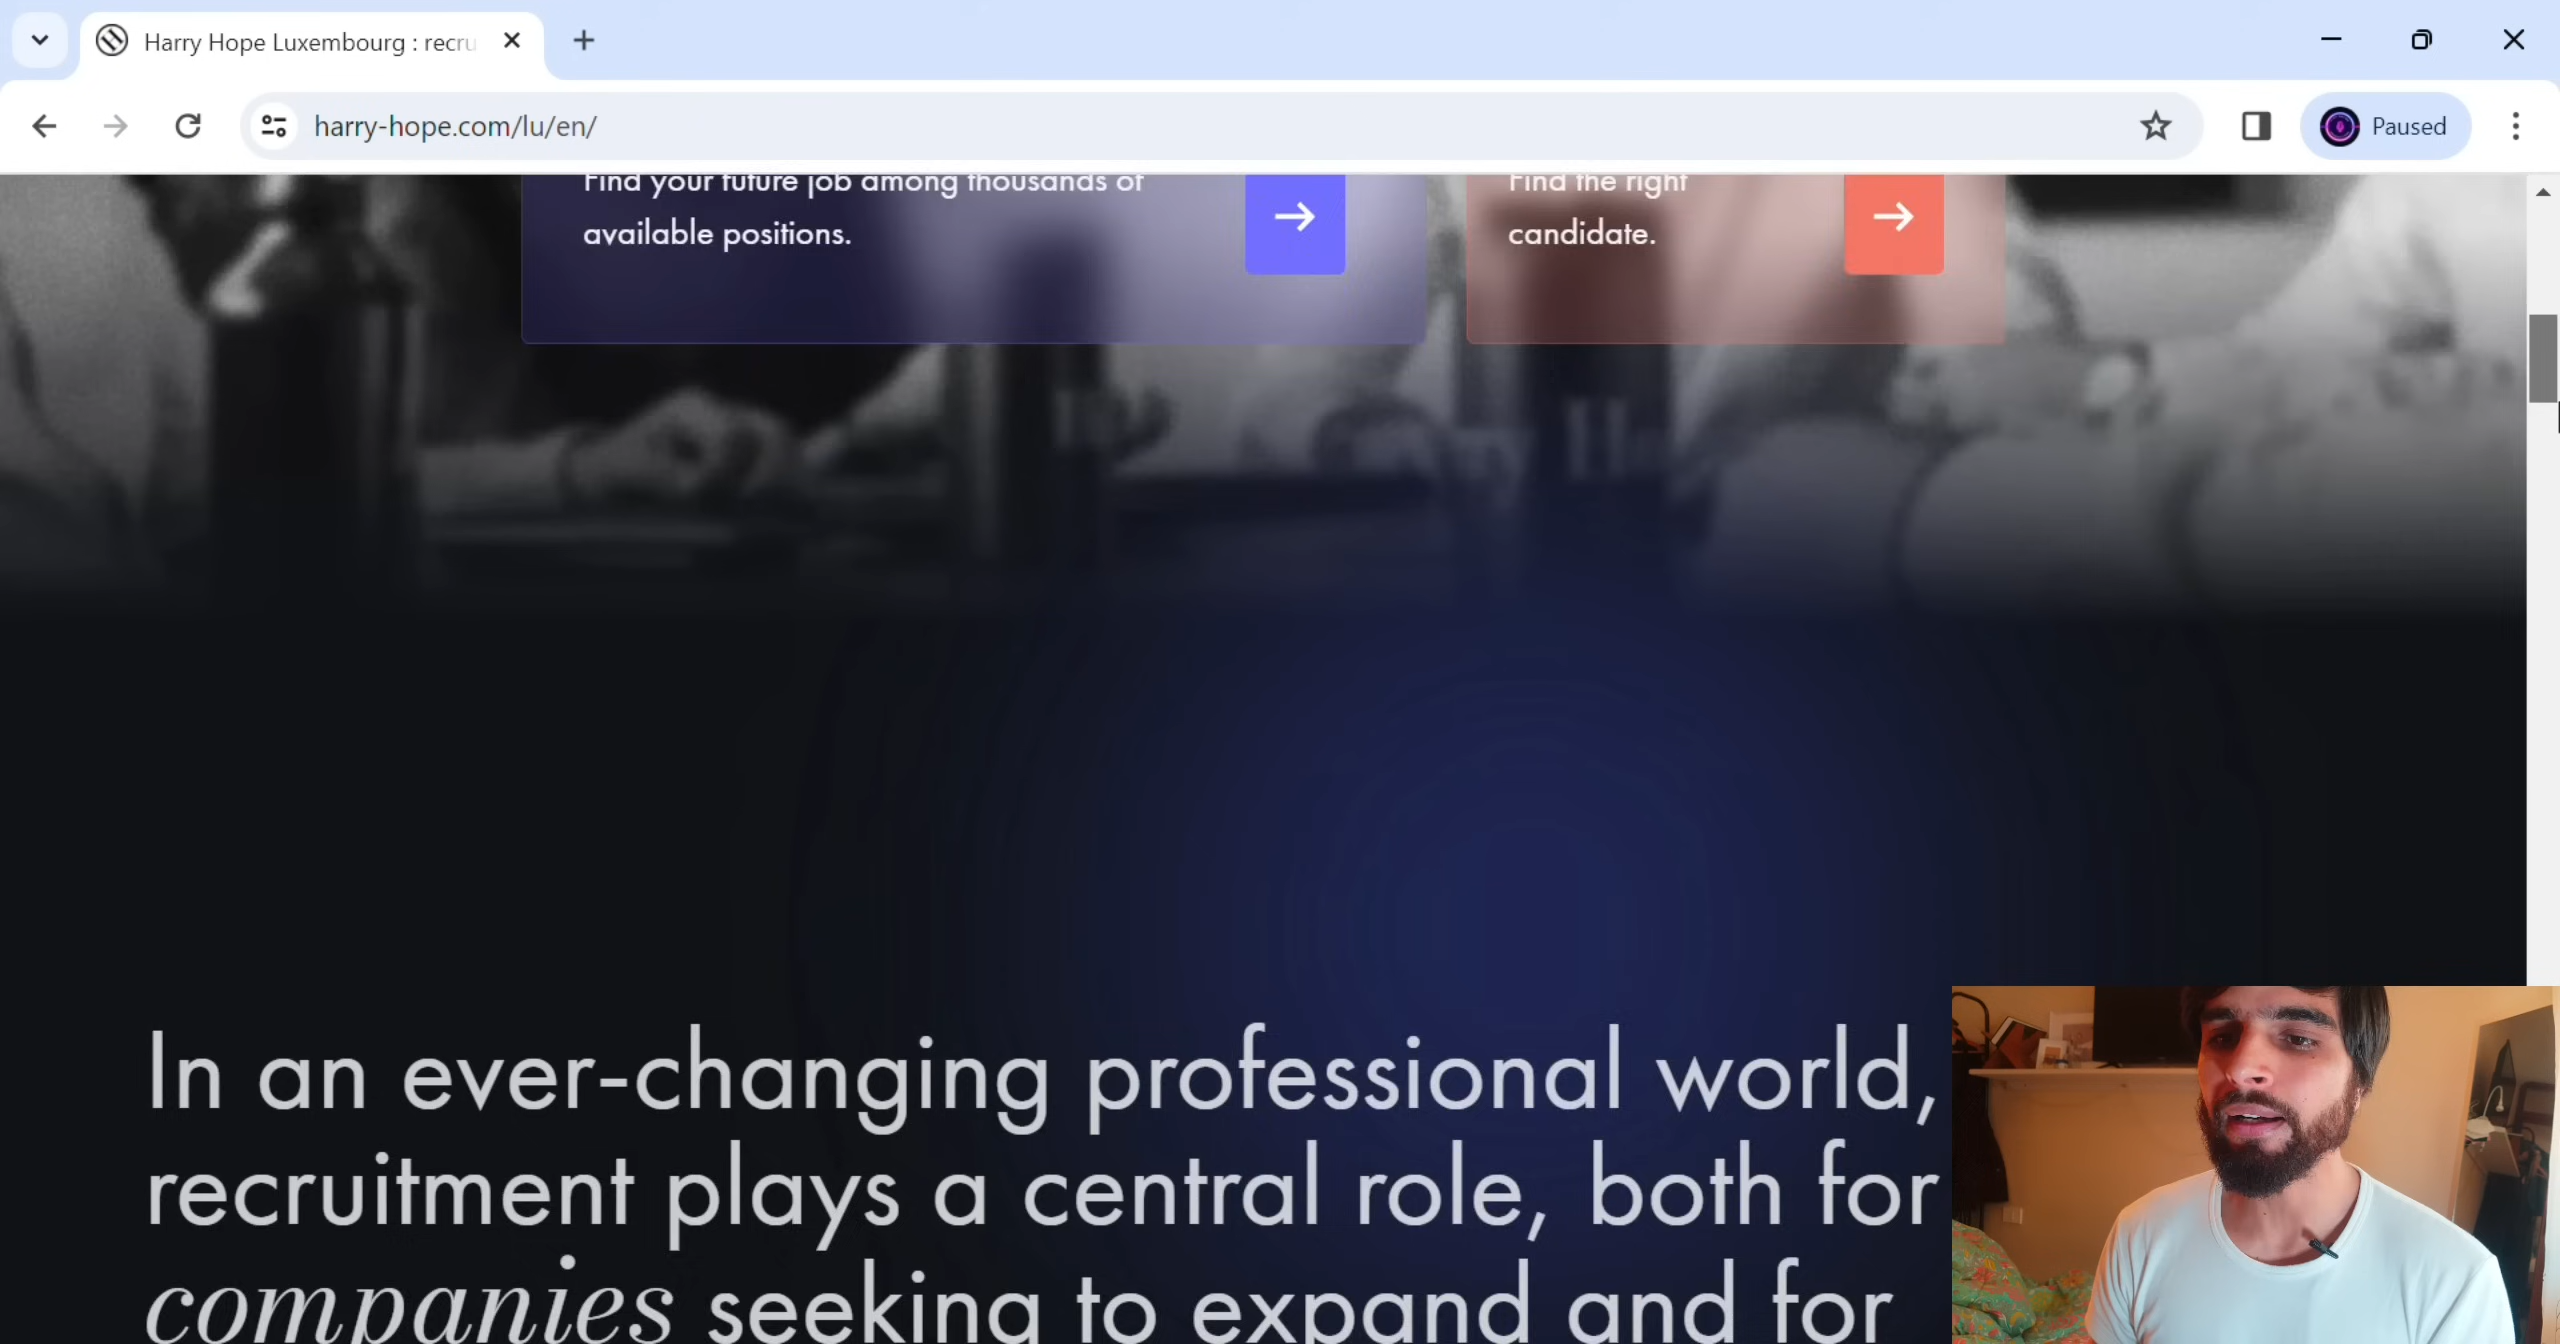 Harry Hope Luxembourg : recru
harry-hope.com/lu/en/
Paused
Find your future job among thousands of
available positions.
Find the right
candidate.
In an ever-changing professional world,
recruitment plays a central role, both for
companies seeking to expand and for